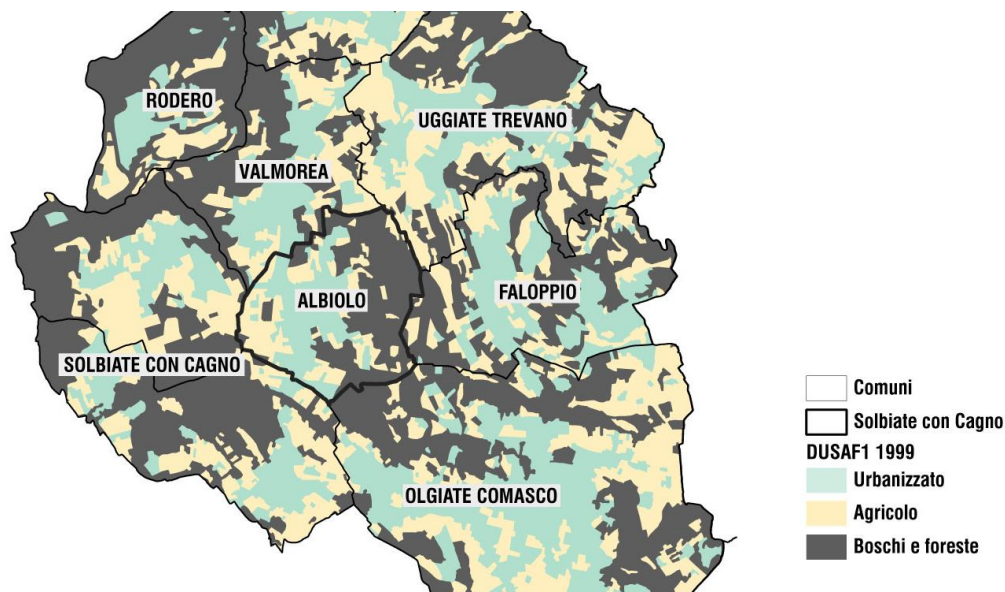 RODERO
UGGIATE TREVANO
VALMOREA
ALBIOLO
FALOPPIO
SOLBIATE CON CAGNO
OLGIATE COMASCO
Comuni
Solbiate con Cagno
DUSAF1 1999
Urbanizzato
Agricolo
Boschi e foreste